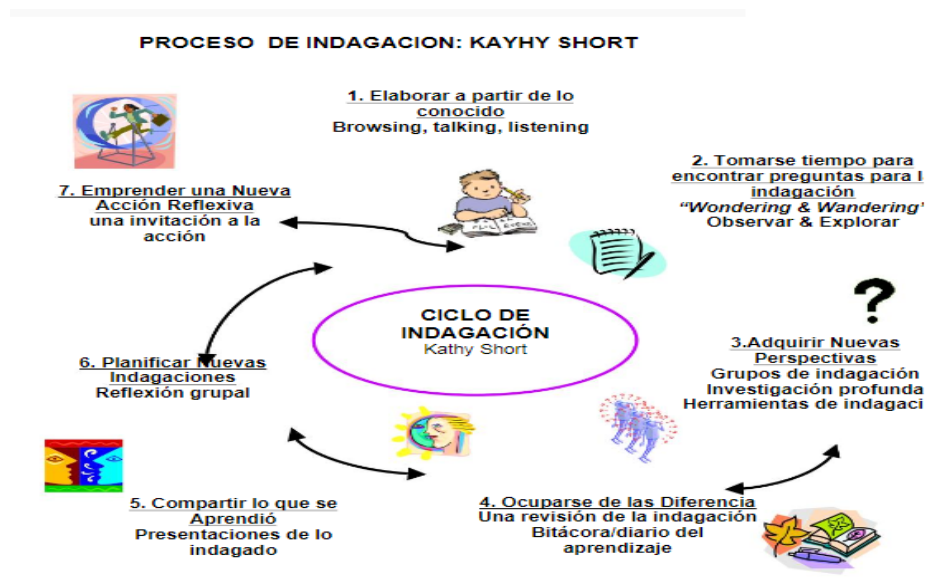 PROCESO DE INDAGACION: KAYHY SHORT
1. Elaborar a partir de lo
conocido
Browsing, talking, listening
2. Tomarse tiempo para
encontrar preguntas para l
indagación
“Wondering & Wandering”
Observar & Explorar
3.Adquirir Nuevas
Perspectivas
Grupos de indagación
Investigación profunda
Herramientas de indagaci
4. Ocuparse de las Diferencia
Una revisión de la indagación
Bitácora/diario del
aprendizaje
5. Compartir lo que se
Aprendió
Presentaciones de lo
indagado
6. Planificar Nuevas
Indagaciones
Reflexión grupal
7. Emprender una Nueva
Acción Reflexiva
una invitación a la
acción
CICLO DE
INDAGACIÓN
Kathy Short
?